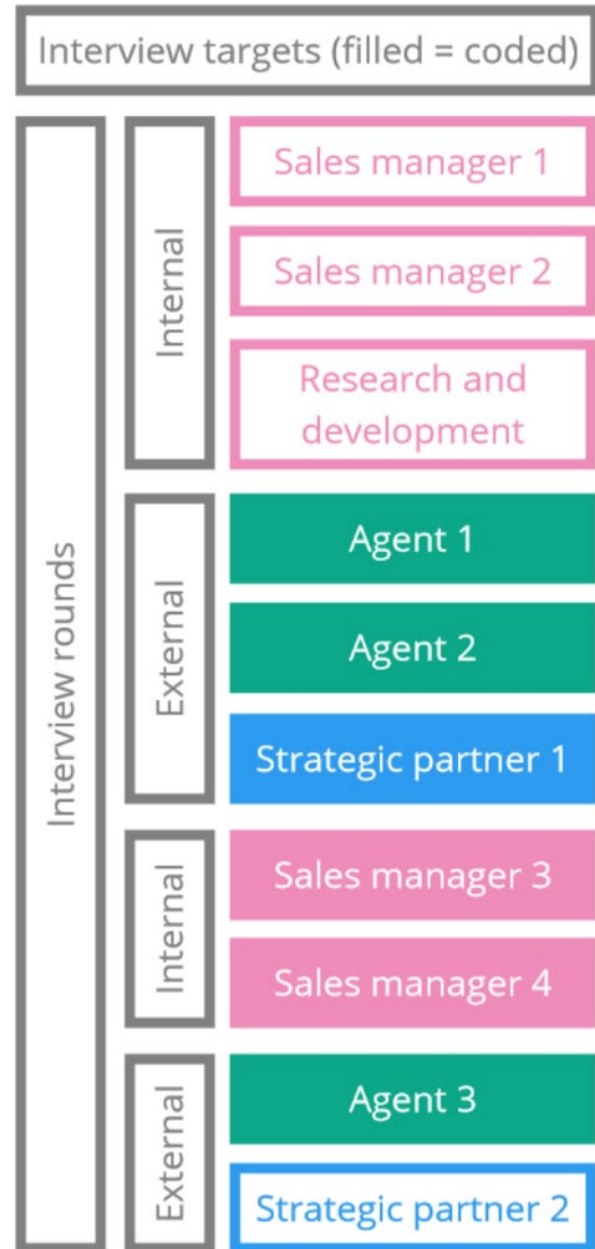 Interview targets (filled = coded)
Interview rounds
Internal
Sales manager 1
Sales manager 2
Research and
development
External
Agent 1
Agent 2
Strategic partner 1
Internal
Sales manager 3
Sales manager 4
External
Agent 3
Strategic partner 2